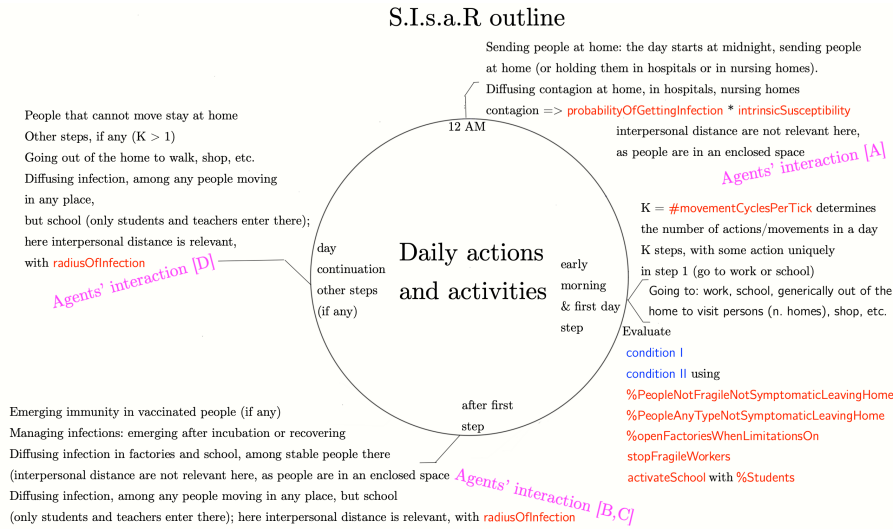 S.I.s.a.R outline
Sending people at home: the day starts at midnight, sending people
at home (or holding them in hospitals or in nursing homes).
Diffusing contagion at home, in hospitals, nursing homes
contagion => probabilityOfGettingInfection * intrinsicSusceptibility
interpersonal distance are not relevant here,
as people are in an enclosed space
Agents' interaction [A]
12 AM
K = #movementCyclesPerTick determines
the number of actions/movements in a day
K steps, with some action uniquely
in step 1 (go to work or school)
Going to: work, school, generically out of the
home to visit persons (n. homes), shop, etc.
early
morning
& first day
step
Evaluate
condition I
condition II using
%PeopleNotFragileNotSymptomaticLeavingHome
%PeopleAnyTypeNotSymptomaticLeavingHome
%openFactoriesWhenLimitationsOn
stopFragileWorkers
activateSchool with %Students
Daily actions
and activities
after first
step
Emerging immunity in vaccinated people (if any)
Managing infections: emerging after incubation or recovering
Diffusing infection in factories and school, among stable people there
(interpersonal distance are not relevant here, as people are in an enclosed space
Diffusing infection, among any people moving in any place, but school
(only students and teachers enter there); here interpersonal distance is relevant, with radiusOfInfection
Agents' interaction [B,C]
day
continuation
other steps
(if any)
People that cannot move stay at home
Other steps, if any (K > 1)
Going out of the home to walk, shop, etc.
Diffusing infection, among any people moving
in any place,
but school (only students and teachers enter there);
here interpersonal distance is relevant,
with radiusOfInfection
Agents' interaction [D]